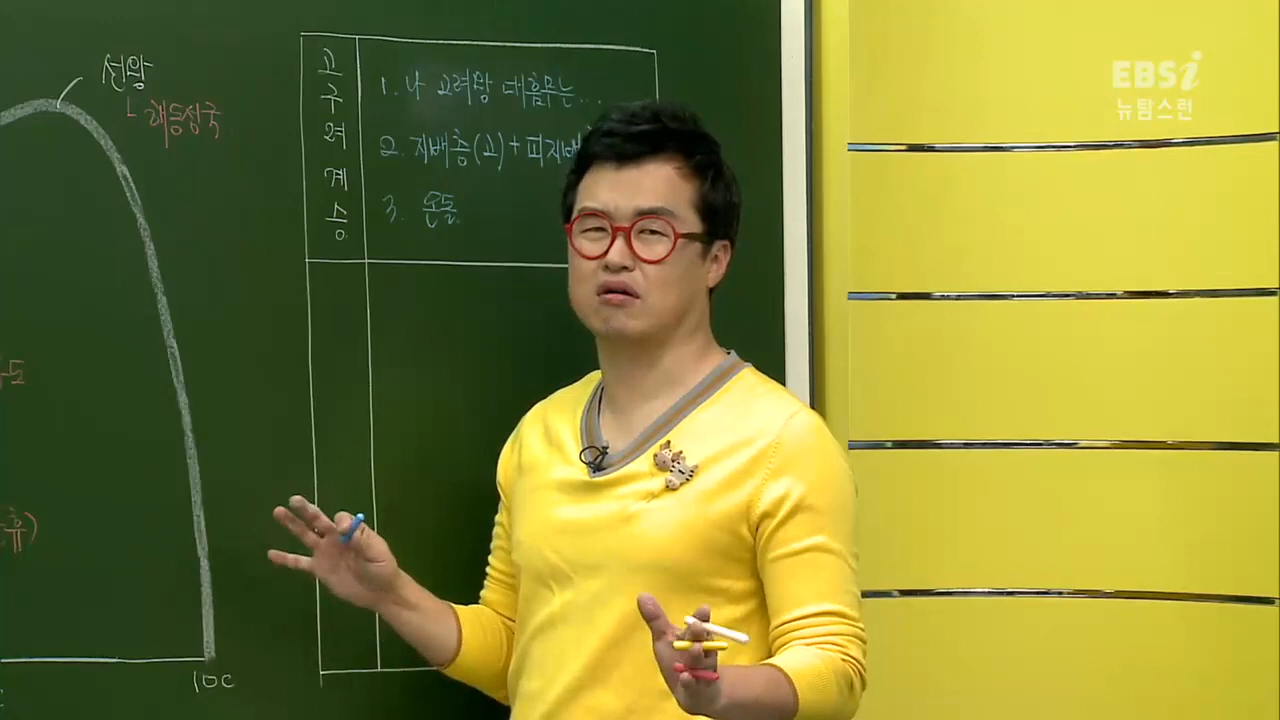 선왕
└ 해동성국
10C
고구려계승
1. 나 고려왕 대흠무는...
2. 지배층(고)+피지배
3. 온돌
EBSi
뉴탐스런